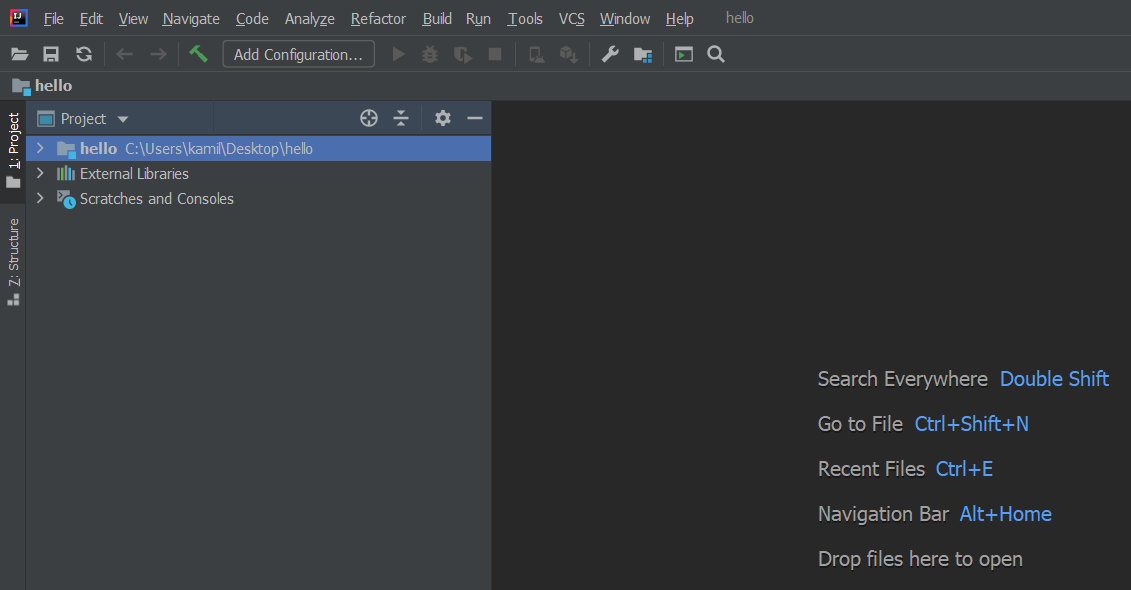 File Edit View Navigate Code Analyze Refactor Build Run Tools VCS Window Help hello
Add Configuration...
hello
1: Project
Z: Structure
Project
hello C:\Users\kamil\Desktop\hello
External Libraries
Scratches and Consoles
Search Everywhere Double Shift
Go to File Ctrl+Shift+N
Recent Files Ctrl+E
Navigation Bar Alt+Home
Drop files here to open